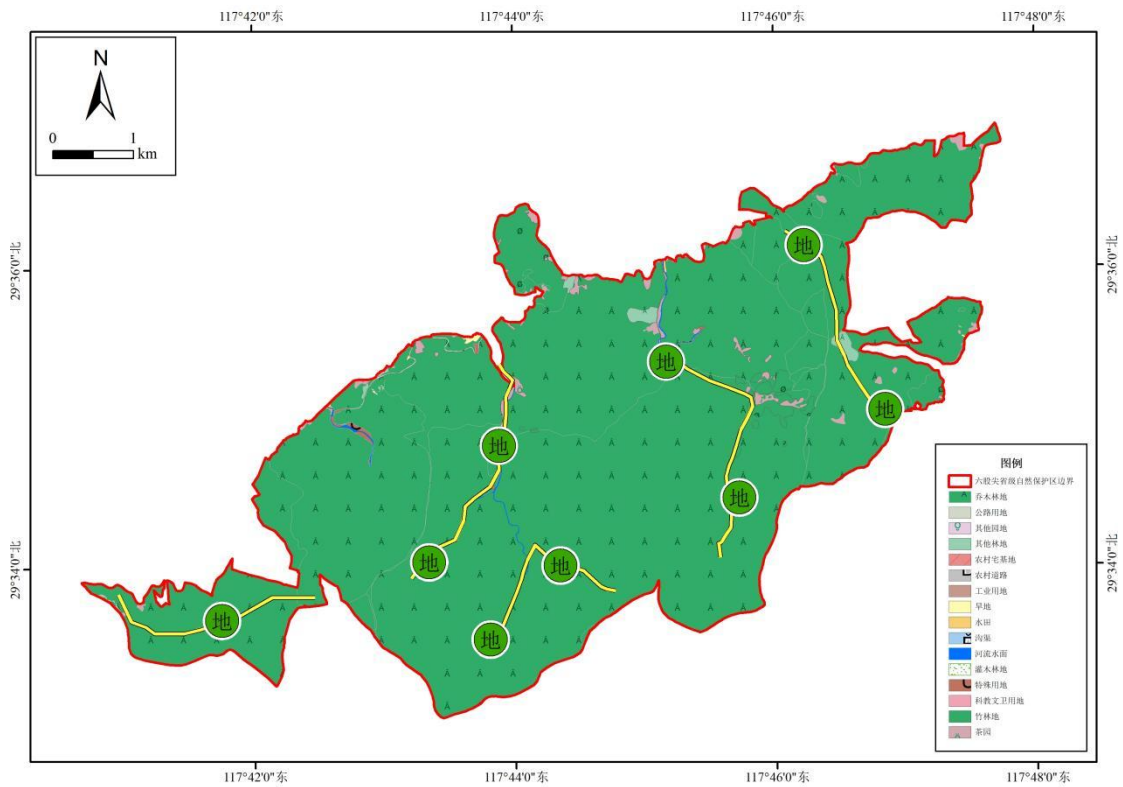 117°42'0"东
117°44'0"东
117°46'0"东
117°48'0"东
N
0 1
km
29°36'0"北
29°36'0"北
29°34'0"北
29°34'0"北
地
地
地
地
地
地
地
地
地
图例
六股尖省级自然保护区边界
乔木林地
公路用地
其他园地
其他林地
农村宅基地
农村道路
工业用地
旱地
水田
沟渠
河流水面
灌木林地
特殊用地
科教文卫用地
竹林地
茶园
117°42'0"东
117°44'0"东
117°46'0"东
117°48'0"东